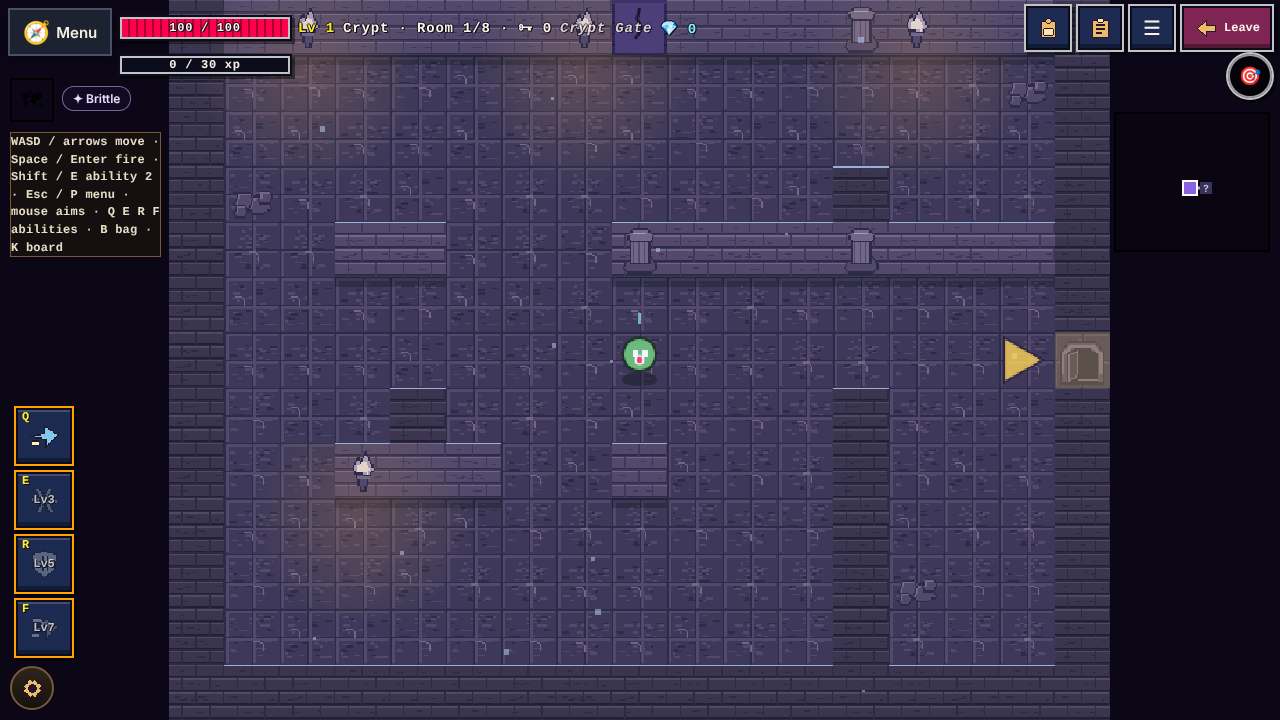 Menu
100 / 100
LV 1 Crypt · Room 1/8 · 🗝 0 Crypt Gate 💎 0
Leave
0 / 30 xp
✦ Brittle
WASD / arrows move ·
Space / Enter fire ·
Shift / E ability 2
· Esc / P menu ·
mouse aims · Q E R F
abilities · B bag ·
K board
?
Q
E
Lv3
R
Lv5
F
Lv7